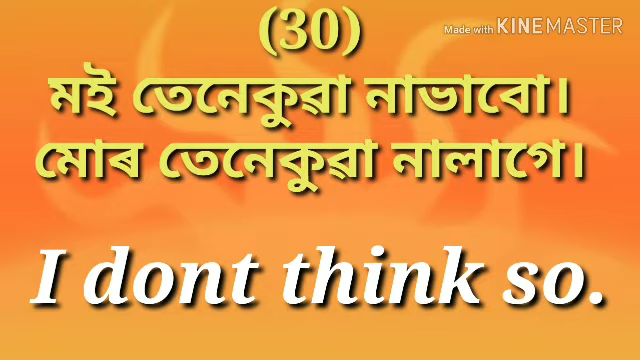 (30)
Made with KINEMASTER
মই তেনেকুৱা নাভাবো।
মোৰ তেনেকুৱা নালাগে।
I dont think so.